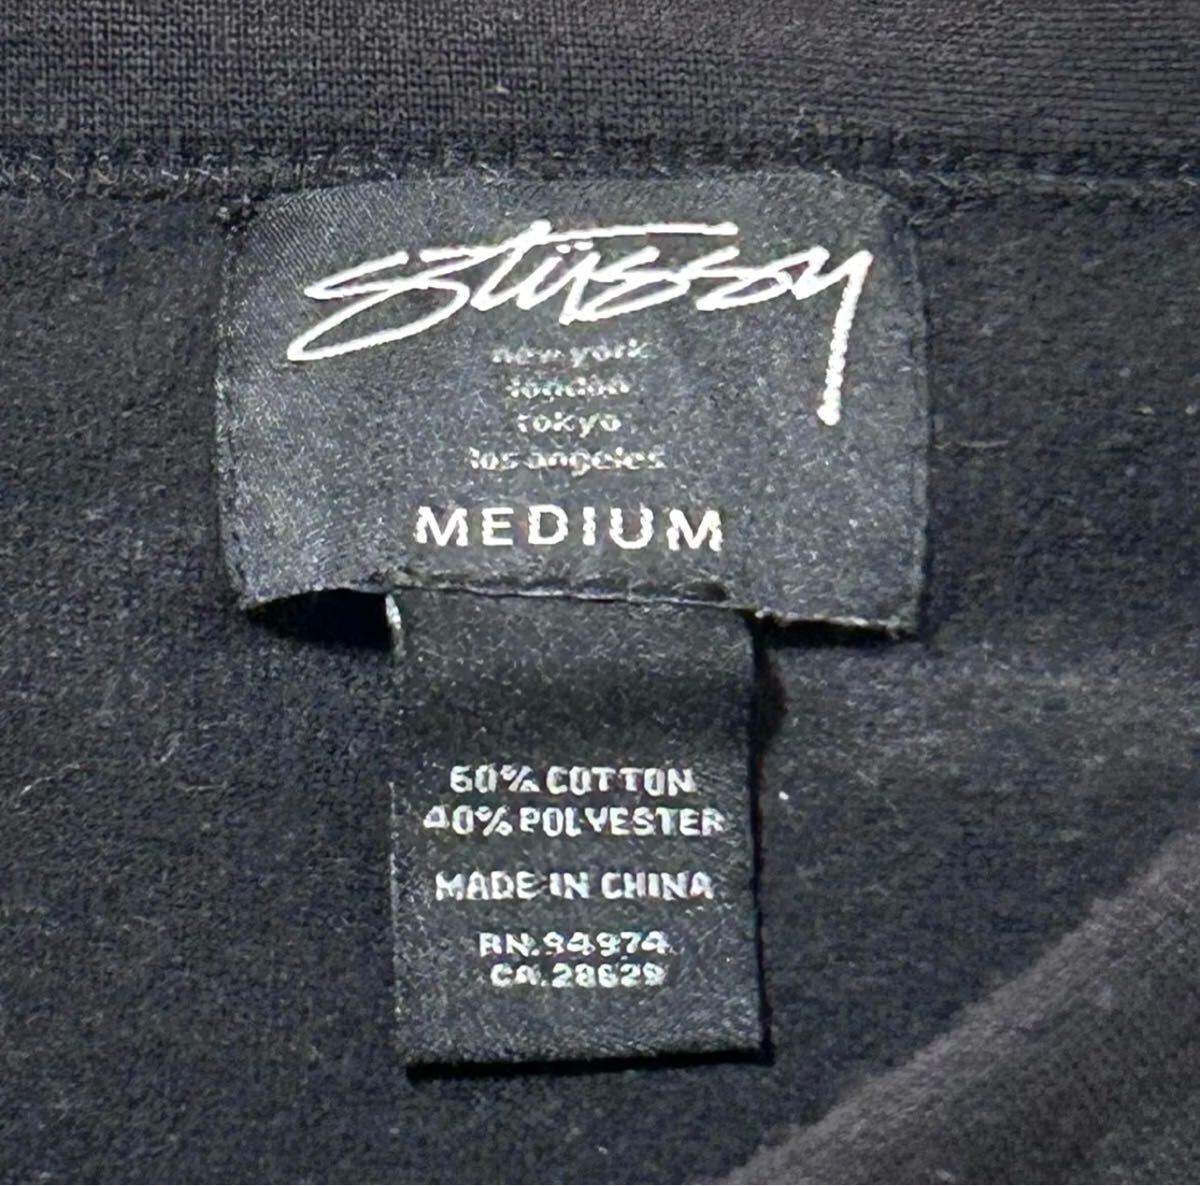 stüssy
new york
london
tokyo
los angeles
MEDIUM
60% COTTON
40% POLYESTER
MADE IN CHINA
RN.94974
CA.28629